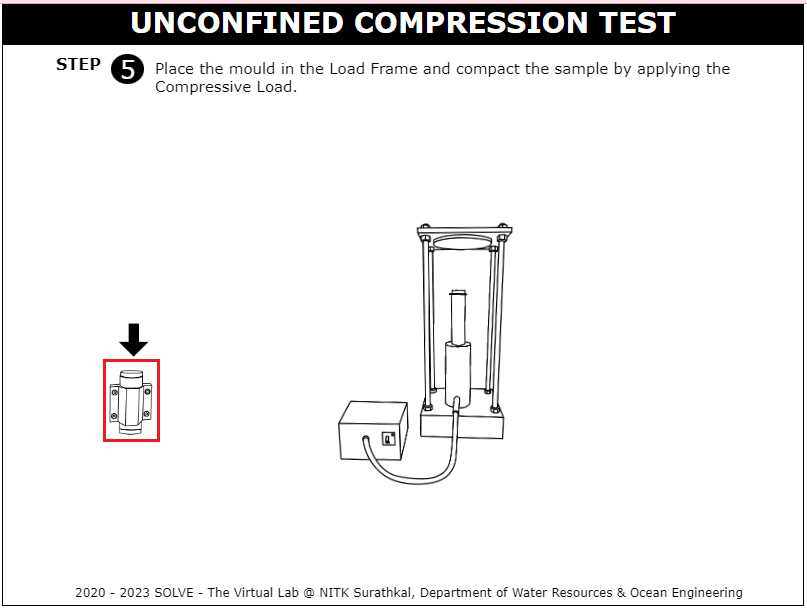 UNCONFINED COMPRESSION TEST
STEP 5 Place the mould in the Load Frame and compact the sample by applying the
Compressive Load.
2020 - 2023 SOLVE - The Virtual Lab @ NITK Surathkal, Department of Water Resources & Ocean Engineering